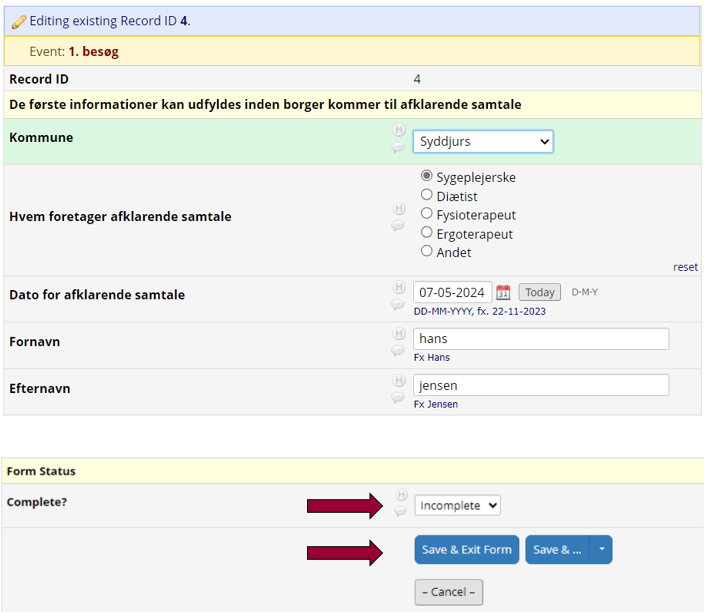 Editing existing Record ID 4.
Event: 1. besøg
Record ID 4
De første informationer kan udfyldes inden borger kommer til afklarende samtale
Kommune
H
Syddjurs
Hvem foretager afklarende samtale
H
Sygeplejerske
Diætist
Fysioterapeut
Ergoterapeut
Andet
reset
Dato for afklarende samtale
H
07-05-2024 31 Today D-M-Y
DD-MM-YYYY, fx. 22-11-2023
Fornavn
H
hans
Fx Hans
Efternavn
H
jensen
Fx Jensen
Form Status
Complete?
H
Incomplete
Save & Exit Form Save & ...
– Cancel –